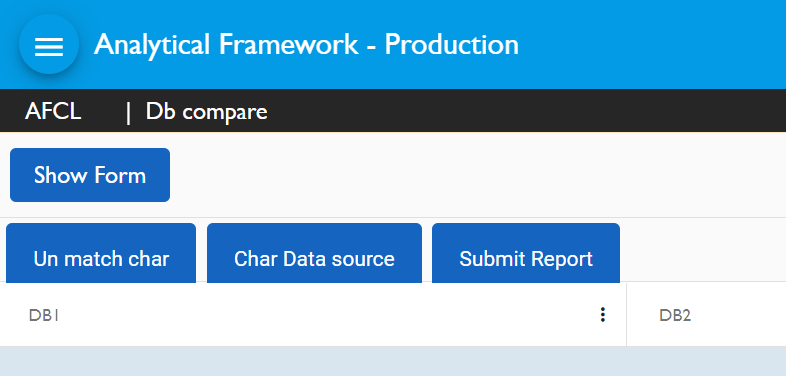 Analytical Framework - Production
AFCL | Db compare
Show Form
Un match char Char Data source Submit Report
DB1 DB2